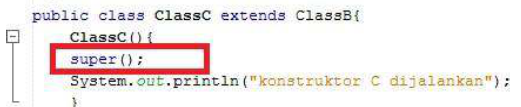 public class ClassC extends ClassB{
ClassC(){
super();
System.out.println("konstruktor C dijalankan");
}